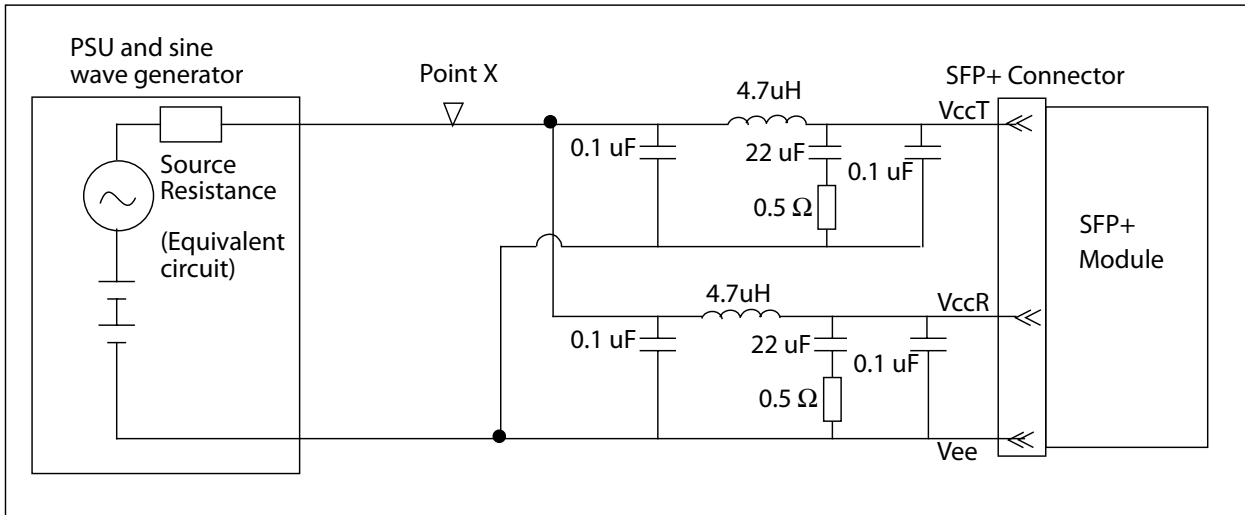 PSU and sine
wave generator
Point X
SFP+ Connector
4.7uH
VccT
0.1 uF
22 uF
0.1 uF
Source
Resistance
0.5 Ω
(Equivalent
circuit)
SFP+
Module
4.7uH
VccR
0.1 uF
22 uF
0.1 uF
0.5 Ω
Vee